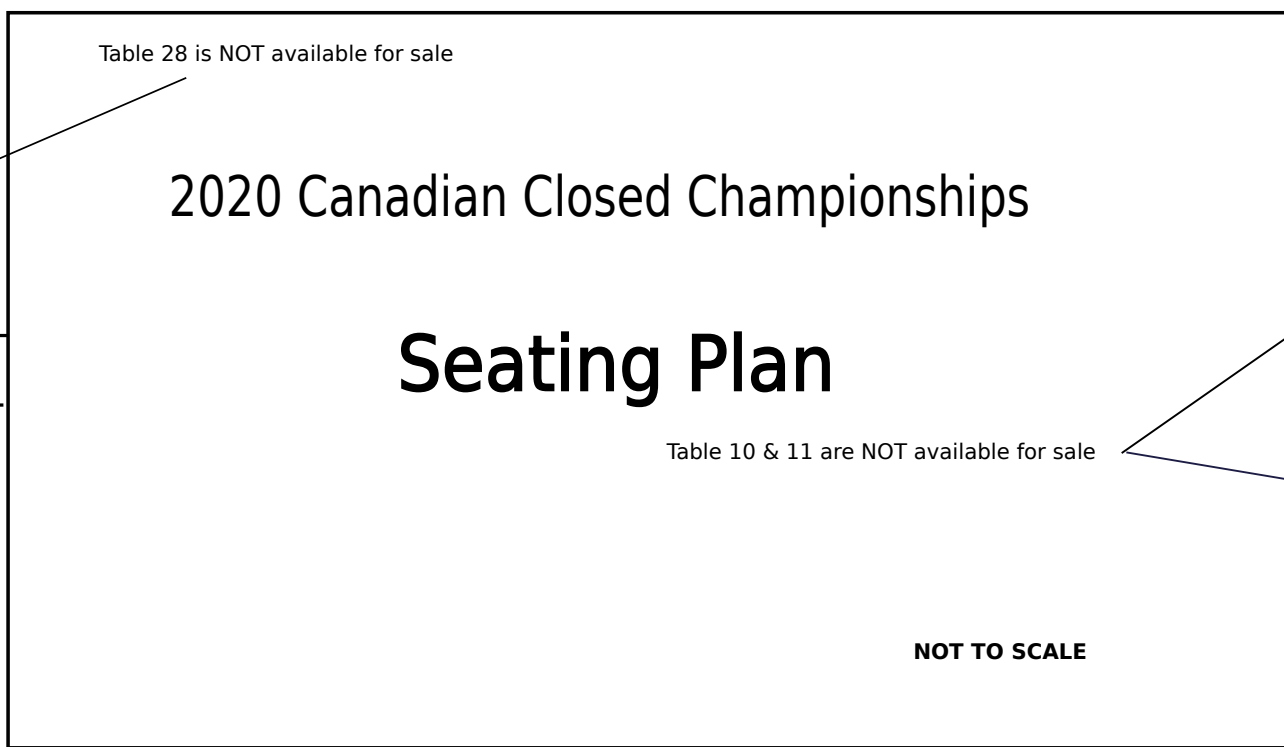 Table 28 is NOT available for sale
2020 Canadian Closed Championships
Seating Plan
Table 10 & 11 are NOT available for sale
NOT TO SCALE